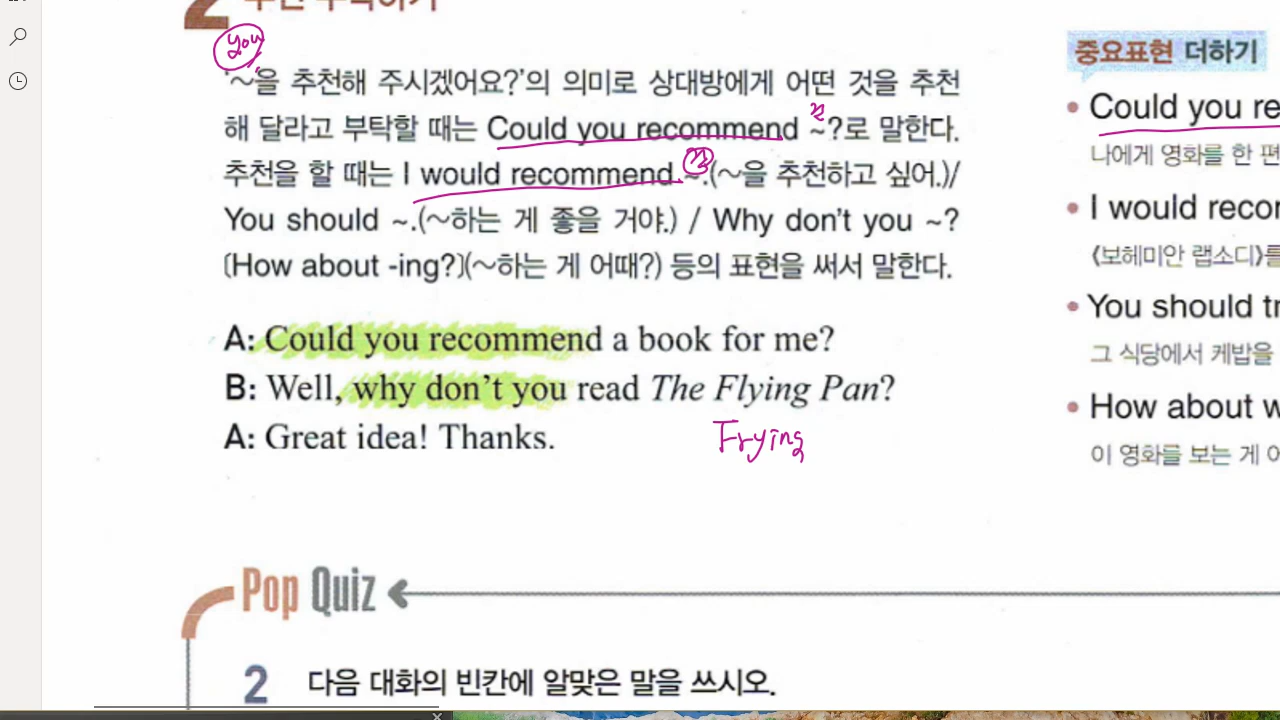 2
you
'~을 추천해 주시겠어요?'의 의미로 상대방에게 어떤 것을 추천
해 달라고 부탁할 때는 Could you recommend ~?로 말한다.
추천을 할 때는 I would recommend ~.(~을 추천하고 싶어.)/
You should ~.(~하는 게 좋을 거야.) / Why don't you ~?
(How about -ing?)(~하는 게 어때?) 등의 표현을 써서 말한다.
A: Could you recommend a book for me?
B: Well, why don't you read The Flying Pan?
A: Great idea! Thanks.
Frying
중요표현 더하기
• Could you re
나에게 영화를 한 편
• I would recor
《보헤미안 랩소디》를
• You should tr
그 식당에서 케밥을
• How about w
이 영화를 보는 게 어
Pop Quiz
2 다음 대화의 빈칸에 알맞은 말을 쓰시오.